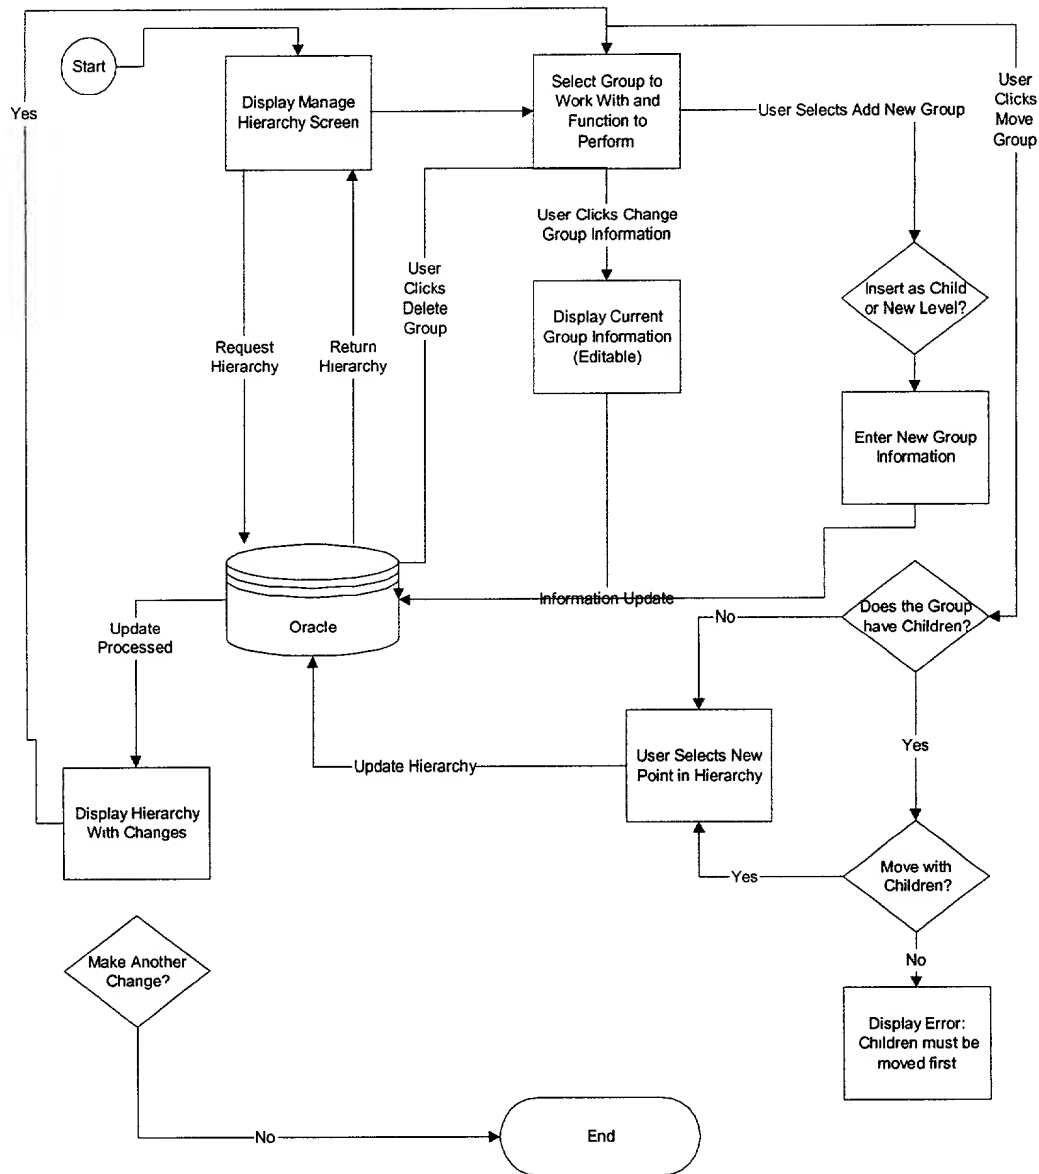 Start
Yes
Display Manage
Hierarchy Screen
Select Group to
Work With and
Function to
Perform
User Selects Add New Group
User
Clicks
Move
Group
User Clicks Change
Group Information
User
Clicks
Delete
Group
Insert as Child
or New Level?
Display Current
Group Information
(Editable)
Request
Hierarchy
Return
Hierarchy
Enter New Group
Information
Information Update
Oracle
Does the Group
have Children?
No
Update
Processed
Yes
User Selects New
Point in Hierarchy
Update Hierarchy
Display Hierarchy
With Changes
Move with
Children?
Yes
No
Make Another
Change?
Display Error:
Children must be
moved first
No
End